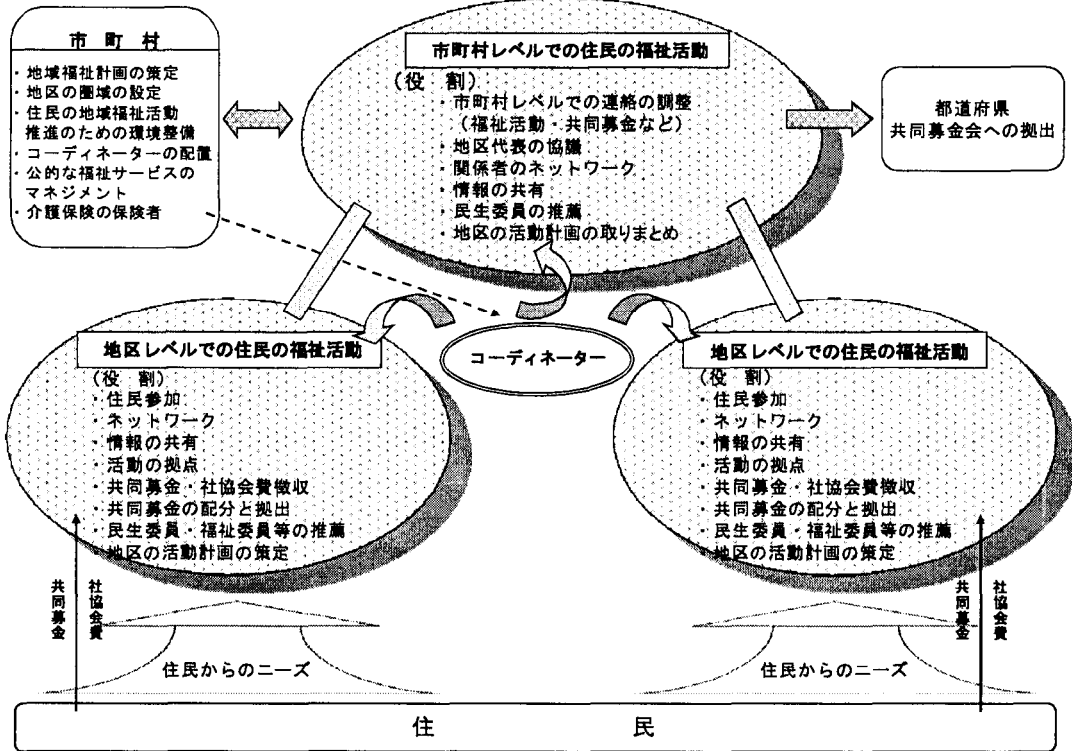 市 町 村
・地域福祉計画の策定
・地区の圏域の設定
・住民の地域福祉活動
推進のための環境整備
・コーディネーターの配置
・公的な福祉サービスの
マネジメント
・介護保険の保険者
市町村レベルでの住民の福祉活動
(役 割)
・市町村レベルでの連絡の調整
(福祉活動・共同募金など)
・地区代表の協議
・関係者のネットワーク
・情報の共有
・民生委員の推薦
・地区の活動計画の取りまとめ
都道府県
共同募金会への拠出
コーディネーター
地区レベルでの住民の福祉活動
(役 割)
・住民参加
・ネットワーク
・情報の共有
・活動の拠点
・共同募金・社協会費徴収
・共同募金の配分と拠出
・民生委員・福祉委員等の推薦
・地区の活動計画の策定
地区レベルでの住民の福祉活動
(役 割)
・住民参加
・ネットワーク
・情報の共有
・活動の拠点
・共同募金・社協会費徴収
・共同募金の配分と拠出
・民生委員・福祉委員等の推薦
・地区の活動計画の策定
共同募金
社協会費
住民からのニーズ
住民からのニーズ
共同募金
社協会費
住 民